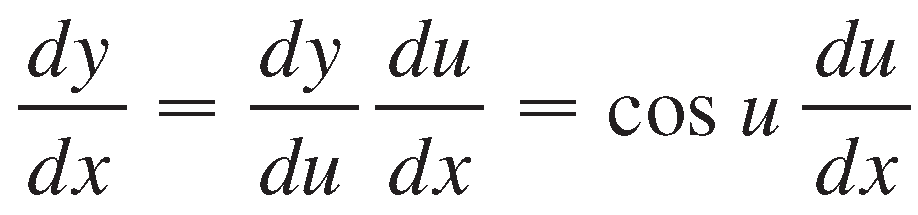 dy/dx = dy/du du/dx = cos u du/dx